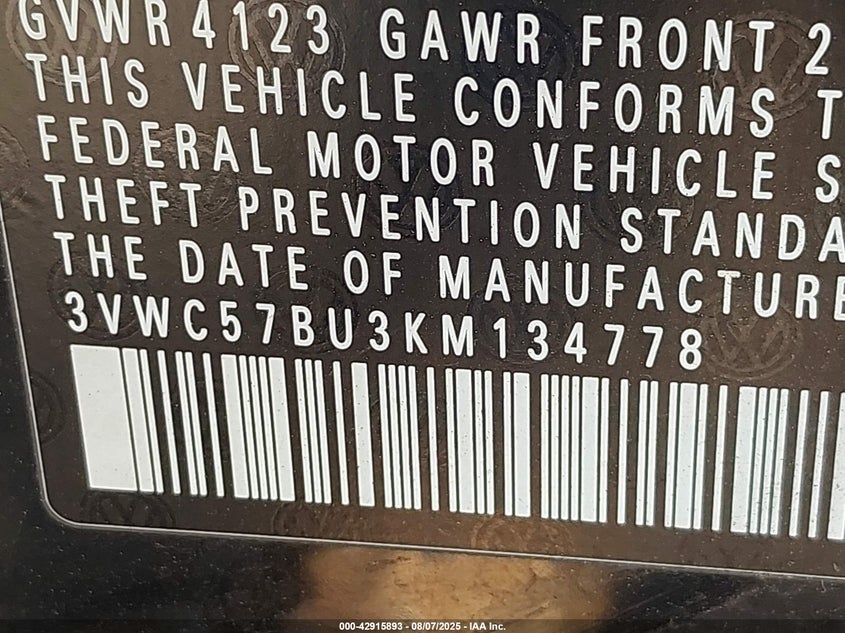 GVWR 4123 GAWR FRONT 2
THIS VEHICLE CONFORMS T
FEDERAL MOTOR VEHICLE S
THEFT PREVENTION STANDA
THE DATE OF MANUFACTURE
3VWC57BU3KM134778
000-42915893 - 08/07/2025 - IAA Inc.